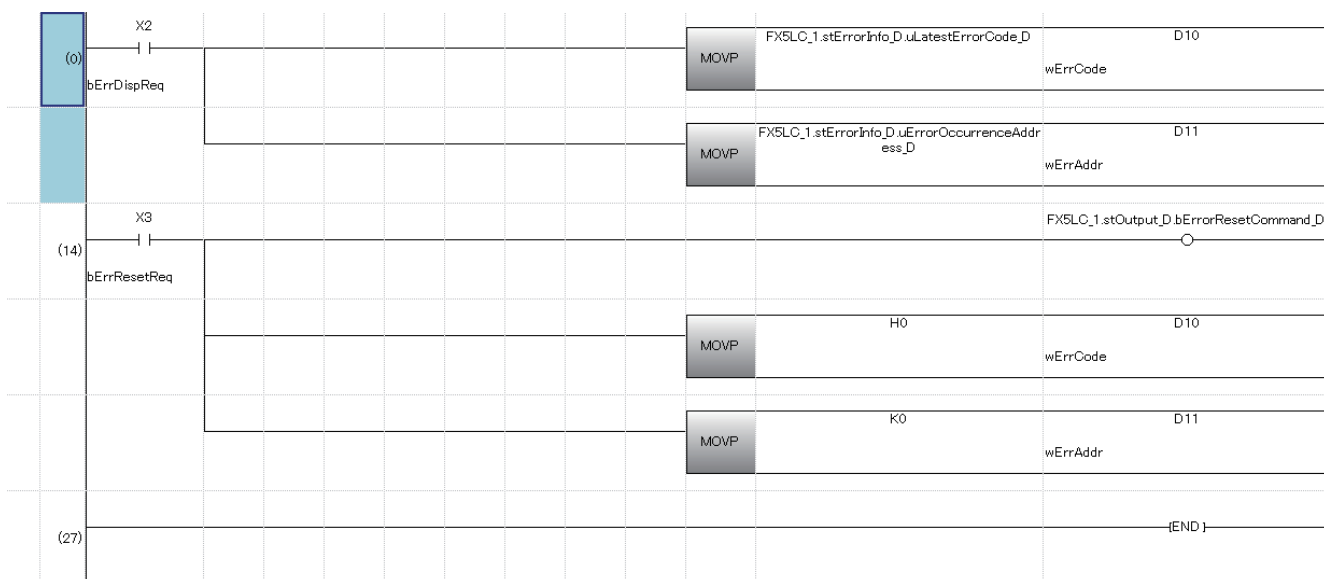 X2
(0)
bErrDispReq
MOVP
FX5LC_1.stErrorInfo_D.uLatestErrorCode_D
D10
wErrCode
MOVP
FX5LC_1.stErrorInfo_D.uErrorOccurrenceAddr
ess_D
D11
wErrAddr
X3
(14)
bErrResetReq
FX5LC_1.stOutput_D.bErrorResetCommand_D
MOVP
H0
D10
wErrCode
MOVP
K0
D11
wErrAddr
(27)
[END]